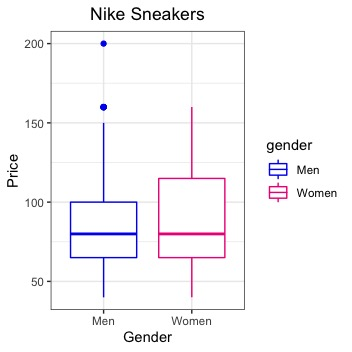 Nike Sneakers
200
150
100
50
Price
Men
Women
Gender
gender
Men
Women